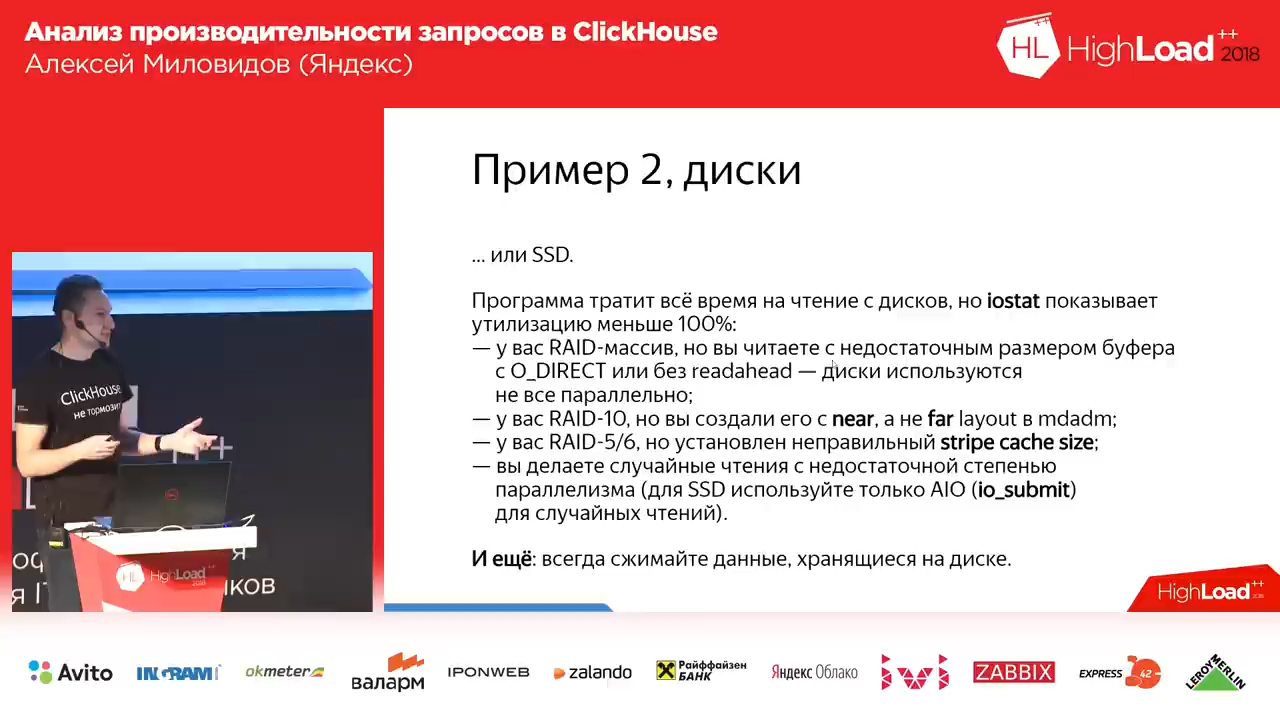 Анализ производительности запросов в ClickHouse
Алексей Миловидов (Яндекс)
HL HighLoad++ 2018
Пример 2, диски
... или SSD.
Программа тратит всё время на чтение с дисков, но iostat показывает
утилизацию меньше 100%:
— у вас RAID-массив, но вы читаете с недостаточным размером буфера
с O_DIRECT или без readahead — диски используются
не все параллельно;
— у вас RAID-10, но вы создали его с near, а не far layout в mdadm;
— у вас RAID-5/6, но установлен неправильный stripe cache size;
— вы делаете случайные чтения с недостаточной степенью
параллелизма (для SSD используйте только AIO (io_submit)
для случайных чтений).
И ещё: всегда сжимайте данные, хранящиеся на диске.
HighLoad++
ClickHouse
не тормозит
HL HighLoad++
Avito
INGRAM
okmeter
валарм
IPONWEB
zalando
Райффайзен
БАНК
Яндекс Облако
ivi
ZABBIX
EXPRESS 42
LEROY MERLIN